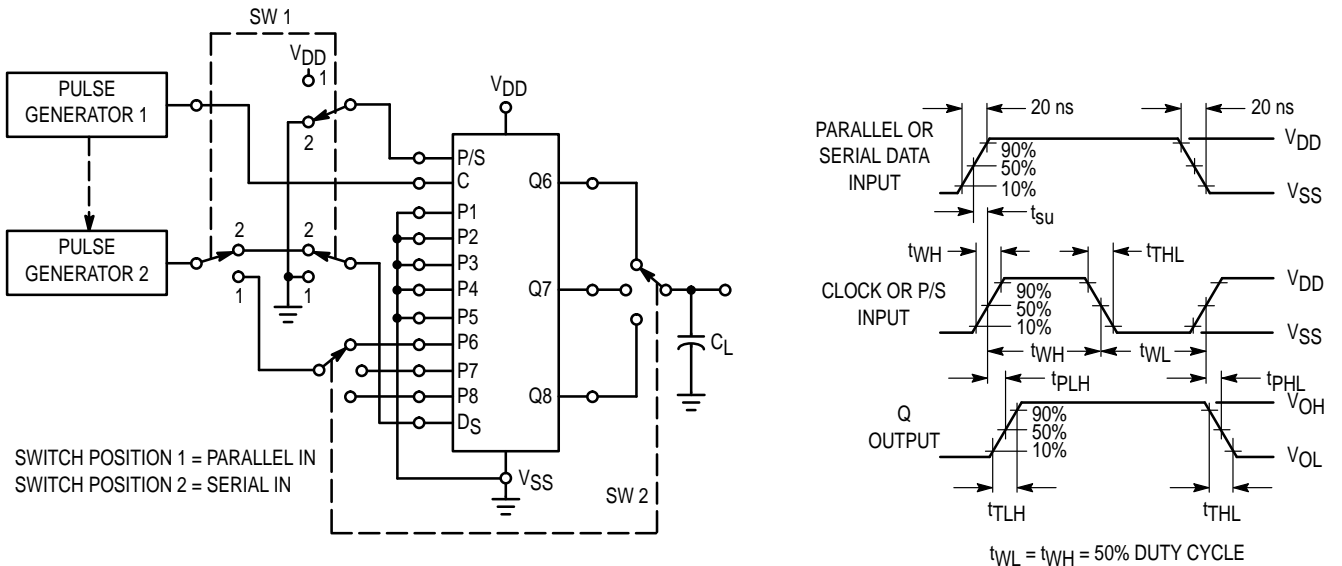 SW 1
VDD
1
2
PULSE
GENERATOR 1
PULSE
GENERATOR 2
2
1
2
1
VDD
P/S
C
P1
P2
P3
P4
P5
P6
P7
P8
DS
Q6
Q7
Q8
CL
VSS
SW 2
SWITCH POSITION 1 = PARALLEL IN
SWITCH POSITION 2 = SERIAL IN
20 ns
20 ns
PARALLEL OR
SERIAL DATA
INPUT
90%
50%
10%
VDD
VSS
tsu
tWH
tTHL
CLOCK OR P/S
INPUT
90%
50%
10%
VDD
VSS
tWH
tWL
tPLH
tPHL
Q
OUTPUT
90%
50%
10%
VOH
VOL
tTLH
tTHL
tWL = tWH = 50% DUTY CYCLE